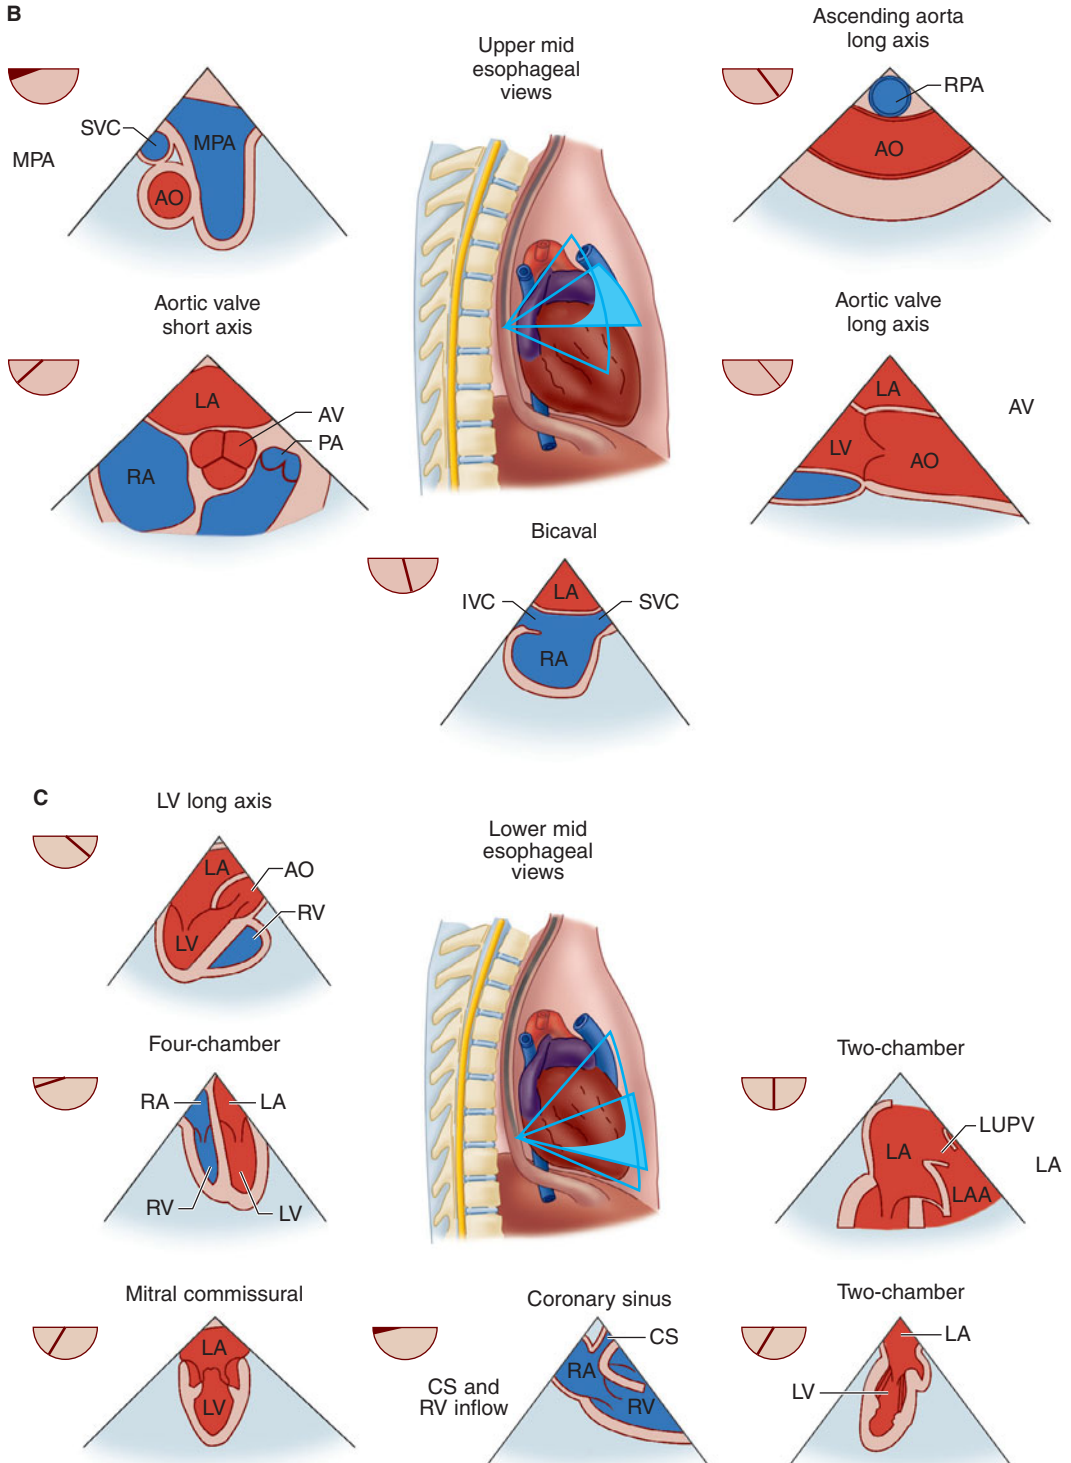 B
Upper mid
esophageal
views
Ascending aorta
long axis
SVC
MPA
MPA
AO
RPA
AO
Aortic valve
short axis
LA
AV
PA
RA
Aortic valve
long axis
LA
AV
LV
AO
Bicaval
LA
IVC
SVC
RA
C
LV long axis
LA
AO
RV
LV
Lower mid
esophageal
views
Four-chamber
RA
LA
RV
LV
Two-chamber
LUPV
LA
LA
LAA
Mitral commissural
LA
LV
Coronary sinus
CS
RA
CS and
RV inflow
RV
Two-chamber
LA
LV